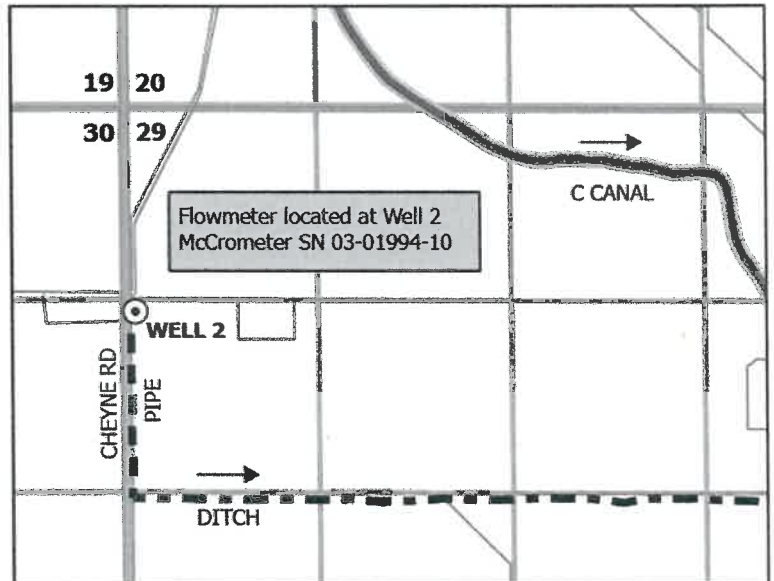 19 20
30 29
C CANAL
Flowmeter located at Well 2
McCrometer SN 03-01994-10
WELL 2
CHEYNE RD
PIPE
DITCH